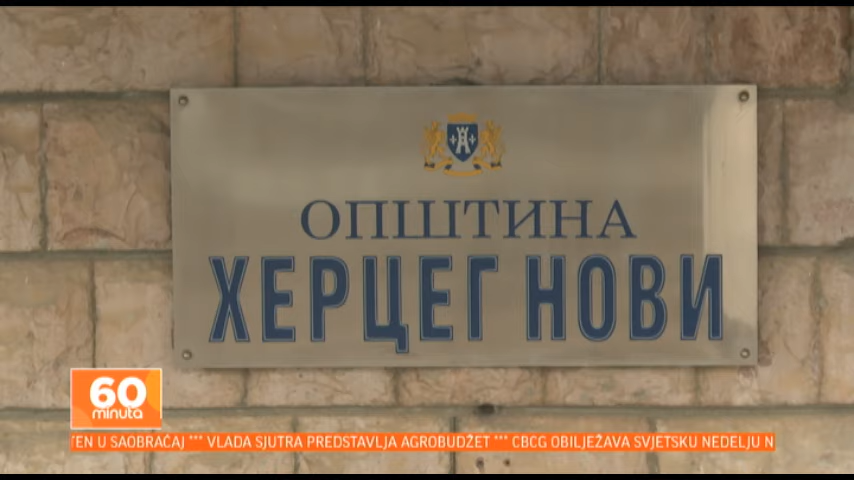 ОПШТИНА
ХЕРЦЕГ НОВИ
60
minuta
TEN U SAOBRAĆAJ *** VLADA SJUTRA PREDSTAVLJA AGROBUDŽET *** CBCG OBILJEŽAVA SVJETSKU NEDELJU N